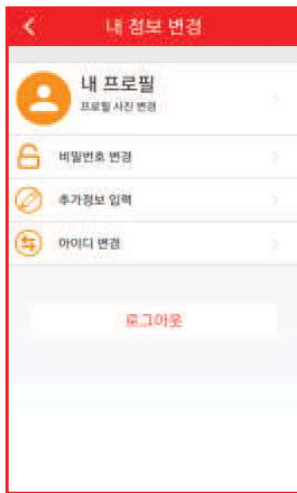 내 정보 변경
내 프로필
프로필 사진 변경
비밀번호 변경
추가정보 입력
아이디 변경
로그아웃